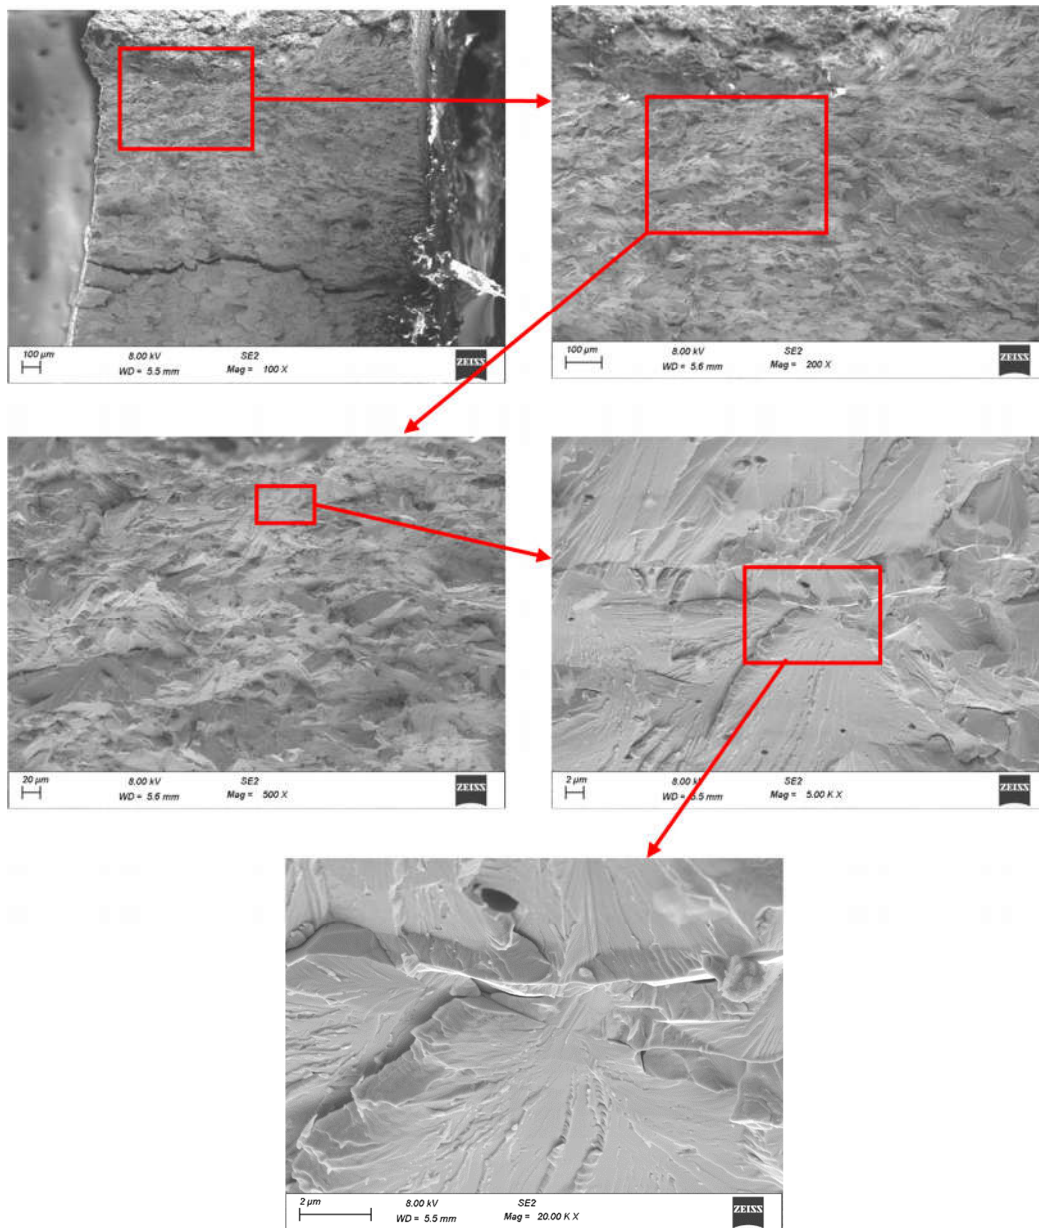 100 µm
8.00 kV
SE2
WD = 5.5 mm
Mag = 100 X
ZEISS
100 µm
8.00 kV
SE2
WD = 5.6 mm
Mag = 200 X
ZEISS
20 µm
8.00 kV
SE2
WD = 5.6 mm
Mag = 500 X
ZEISS
2 µm
8.00 kV
SE2
WD = 5.5 mm
Mag = 5.00 K X
ZEISS
2 µm
8.00 kV
SE2
WD = 5.5 mm
Mag = 20.00 K X
ZEISS